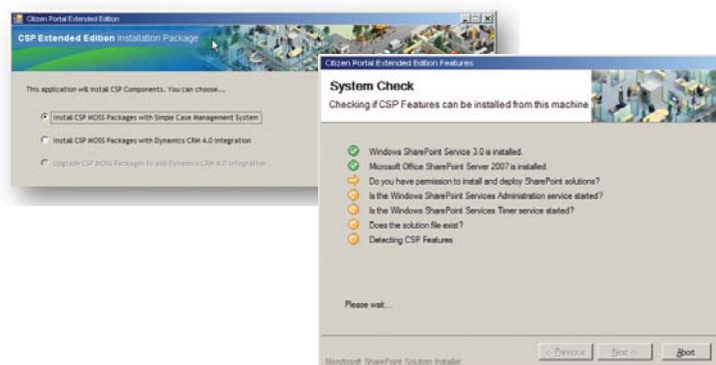 Citizen Portal Extended Edition
CSP Extended Edition Installation Package
This application will install CSP Components. You can choose....
Install CSP MOSS Packages with Simple Case Management System
Install CSP MOSS Packages with Dynamics CRM 4.0 Integration
Upgrade CSP MOSS Packages to add Dynamics CRM 4.0 Integration
Citizen Portal Extended Edition Features
System Check
Checking if CSP Features can be installed from this machine
Windows SharePoint Service 3.0 is installed.
Microsoft Office SharePoint Server 2007 is installed.
Do you have permission to install and deploy SharePoint solutions?
Is the Windows SharePoint Services Administration service started?
Is the Windows SharePoint Services Timer service started?
Does the solution file exist?
Detecting CSP Features
Please wait...
Mondosoft SharePoint Solution Installer
<- Previous
Next ->
Abort